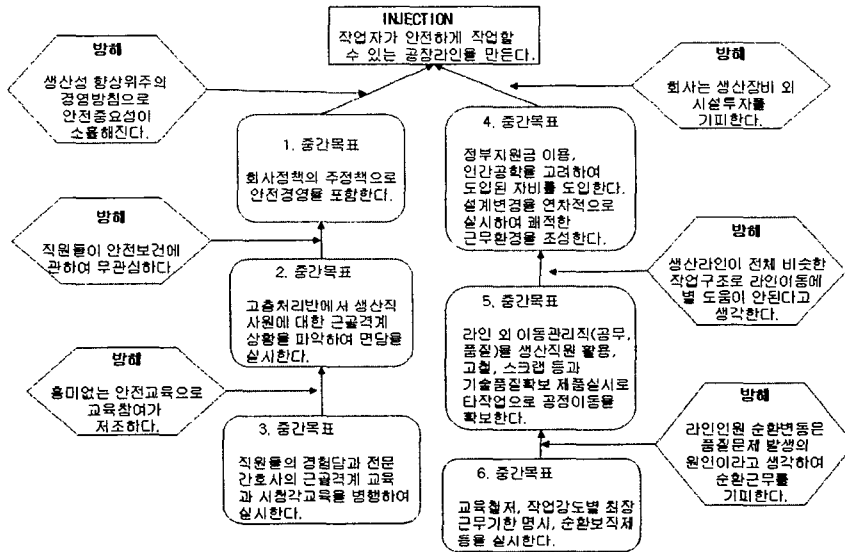 INJECTION
작업자가 안전하게 작업할
수 있는 공장라인을 만든다.
방해
생산성 향상위주의
경영방침으로
안전중요성이
소홀해진다.
방해
회사는 생산장비 외
시설투자를
기피한다.
1. 중간목표
회사정책의 주정책으로
안전경영을 포함한다.
4. 중간목표
정부지원금 이용,
인간공학을 고려하여
도입된 자비를 도입한다.
설계변경을 연차적으로
실시하여 쾌적한
근무환경을 조성한다.
방해
직원들이 안전보건에
관하여 무관심하다.
방해
생산라인이 전체 비슷한
작업구조로 라인이동에
별 도움이 안된다고
생각한다.
2. 중간목표
고충처리반에서 생산직
사원에 대한 근골격계
상황을 파악하여 면담을
실시한다.
5. 중간목표
라인 외 이동관리직(공무,
품질)을 생산직원 활용,
고철, 스크랩 등과
기술품질확보 제품실시로
타작업으로 공정이동을
확보한다.
방해
흥미없는 안전교육으로
교육참여가
저조하다.
방해
라인인원 순환변동은
품질문제 발생의
원인이라고 생각하여
순환근무를
기피한다.
3. 중간목표
직원들의 경험담과 전문
간호사의 근골격계 교육
과 시청각교육을 병행하여
실시한다.
6. 중간목표
교육철저, 작업강도별 최장
근무기한 명시, 순환보직제
등을 실시한다.